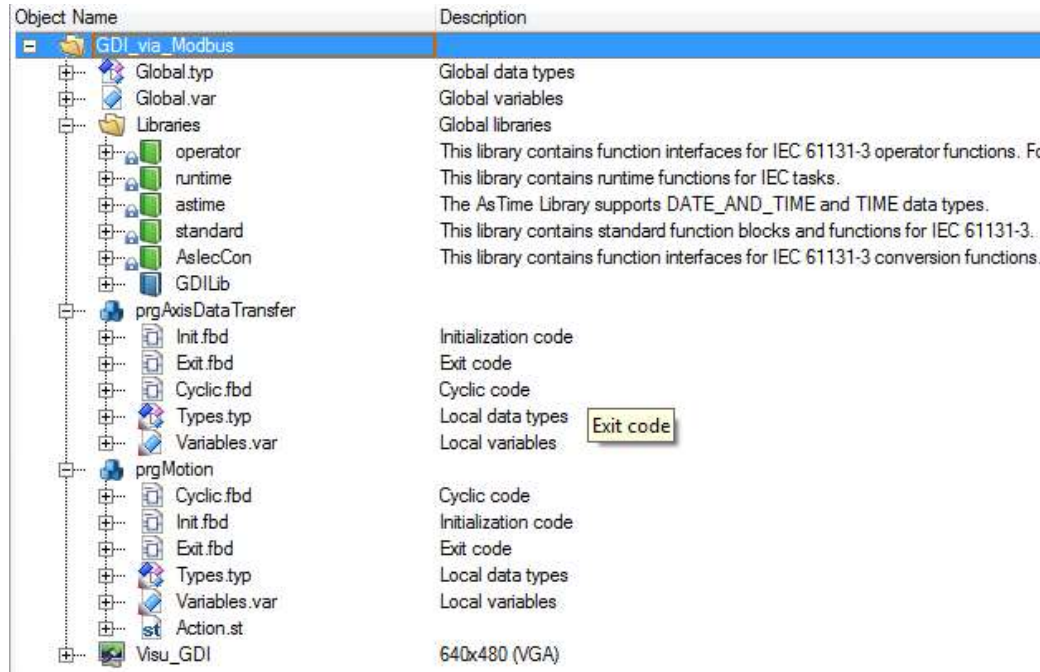 Object Name Description
GDI_via_Modbus
Global.typ Global data types
Global.var Global variables
Libraries Global libraries
operator This library contains function interfaces for IEC 61131-3 operator functions. Fo
runtime This library contains runtime functions for IEC tasks.
astime The AsTime Library supports DATE_AND_TIME and TIME data types.
standard This library contains standard function blocks and functions for IEC 61131-3.
AsIecCon This library contains function interfaces for IEC 61131-3 conversion functions.
GDILib
prgAxisDataTransfer
Init.fbd Initialization code
Exit.fbd Exit code
Cyclic.fbd Cyclic code
Types.typ Local data types
Exit code
Variables.var Local variables
prgMotion
Cyclic.fbd Cyclic code
Init.fbd Initialization code
Exit.fbd Exit code
Types.typ Local data types
Variables.var Local variables
st Action.st
Visu_GDI 640x480 (VGA)